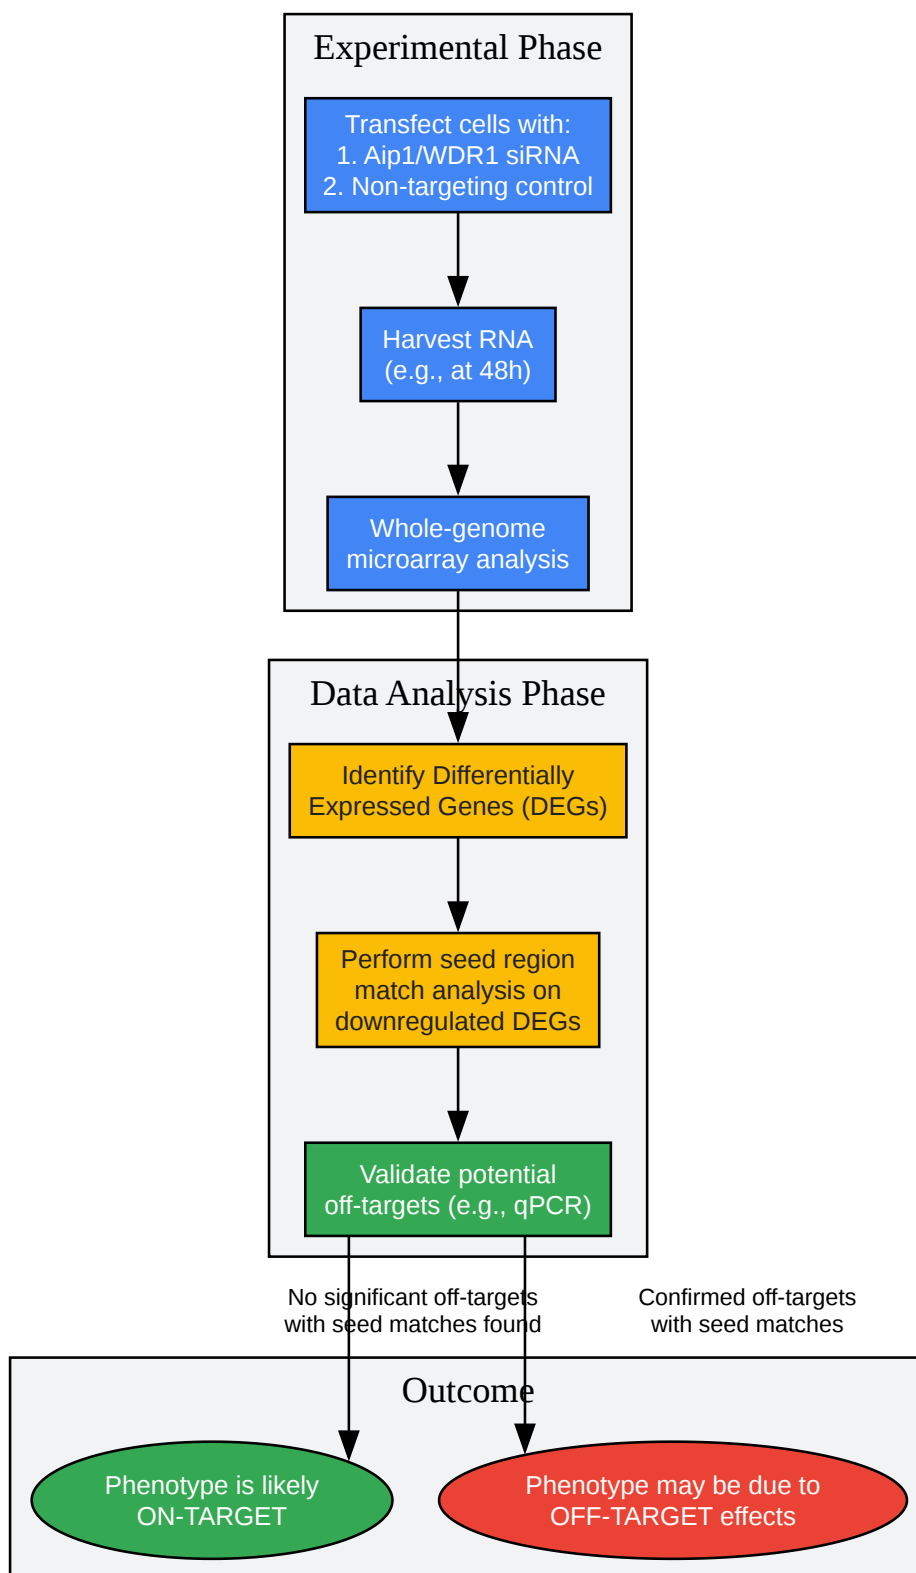 Experimental Phase
Transfect cells with:
1. Aip1/WDR1 siRNA
2. Non-targeting control
Harvest RNA
(e.g., at 48h)
Whole-genome
microarray analysis
Data Analysis Phase
Identify Differentially
Expressed Genes (DEGs)
Perform seed region
match analysis on
downregulated DEGs
Validate potential
off-targets (e.g., qPCR)
No significant off-targets
with seed matches found
Confirmed off-targets
with seed matches
Outcome
Phenotype is likely
ON-TARGET
Phenotype may be due to
OFF-TARGET effects